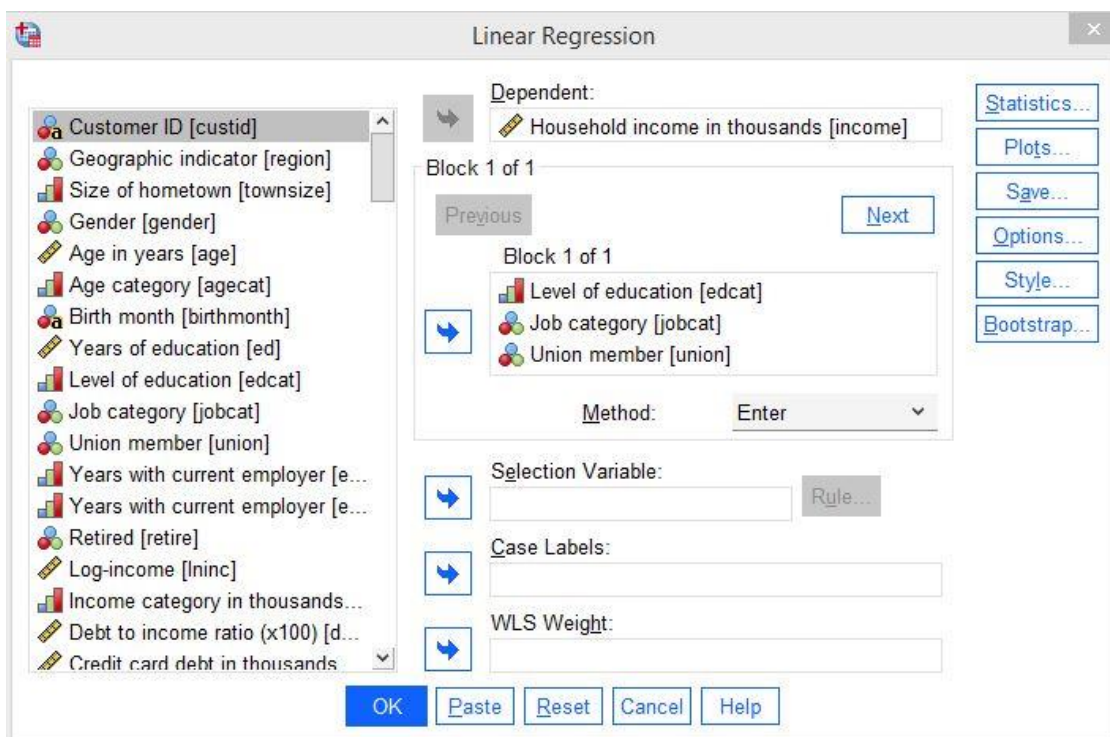 Linear Regression
Customer ID [custid]
Geographic indicator [region]
Size of hometown [townsize]
Gender [gender]
Age in years [age]
Age category [agecat]
Birth month [birthmonth]
Years of education [ed]
Level of education [edcat]
Job category [jobcat]
Union member [union]
Years with current employer [e...
Years with current employer [e...
Retired [retire]
Log-income [lninc]
Income category in thousands...
Debt to income ratio (x100) [d...
Credit card debt in thousands
Dependent:
Household income in thousands [income]
Block 1 of 1
Previous
Next
Block 1 of 1
Level of education [edcat]
Job category [jobcat]
Union member [union]
Method:
Enter
Selection Variable:
Rule...
Case Labels:
WLS Weight:
Statistics...
Plots...
Save...
Options...
Style...
Bootstrap...
OK
Paste
Reset
Cancel
Help